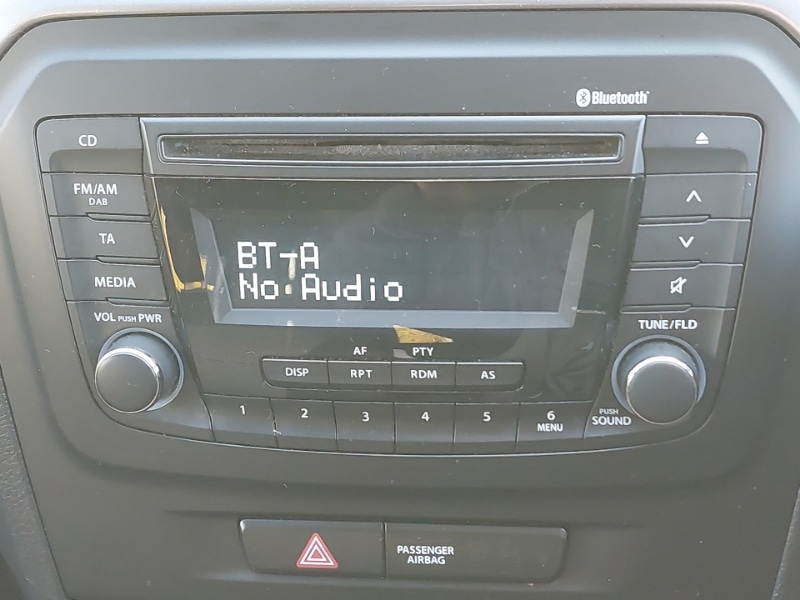 Bluetooth
CD
FM/AM
DAB
TA
MEDIA
VOL PUSH PWR
BT-A
No Audio
TUNE/FLD
AF PTY
DISP RPT RDM AS
1 2 3 4 5 6
MENU
PUSH
SOUND
PASSENGER
AIRBAG